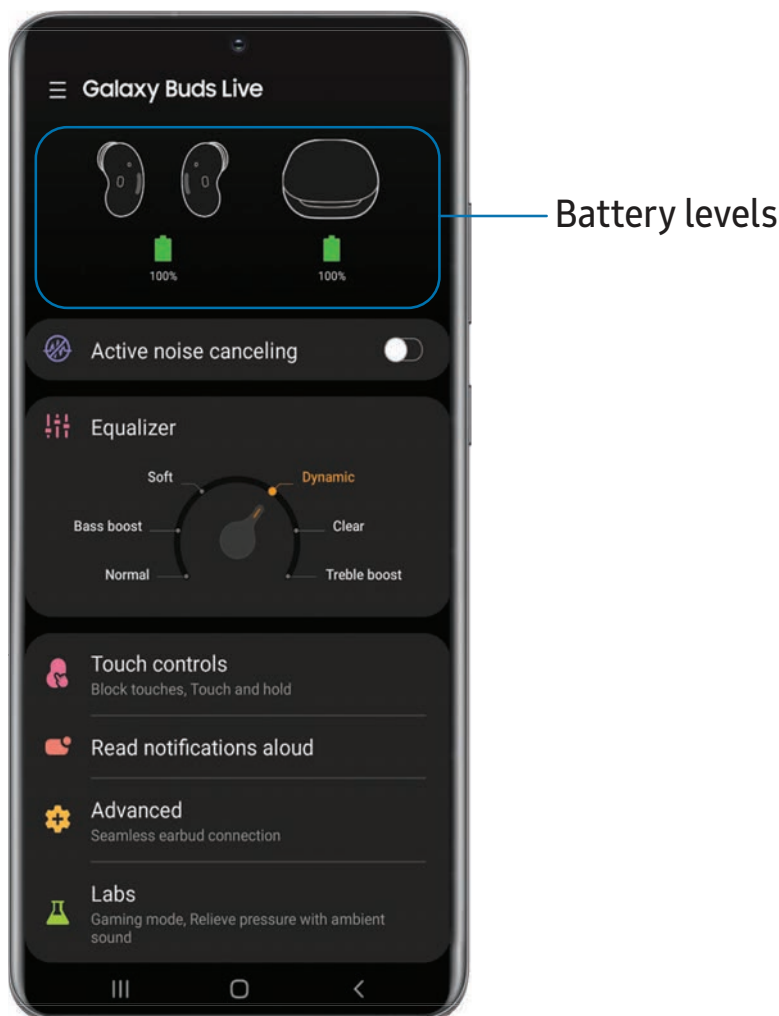 Galaxy Buds Live
100%
100%
Battery levels
Active noise canceling
Equalizer
Soft
Dynamic
Bass boost
Clear
Normal
Treble boost
Touch controls
Block touches, Touch and hold
Read notifications aloud
Advanced
Seamless earbud connection
Labs
Gaming mode, Relieve pressure with ambient
sound